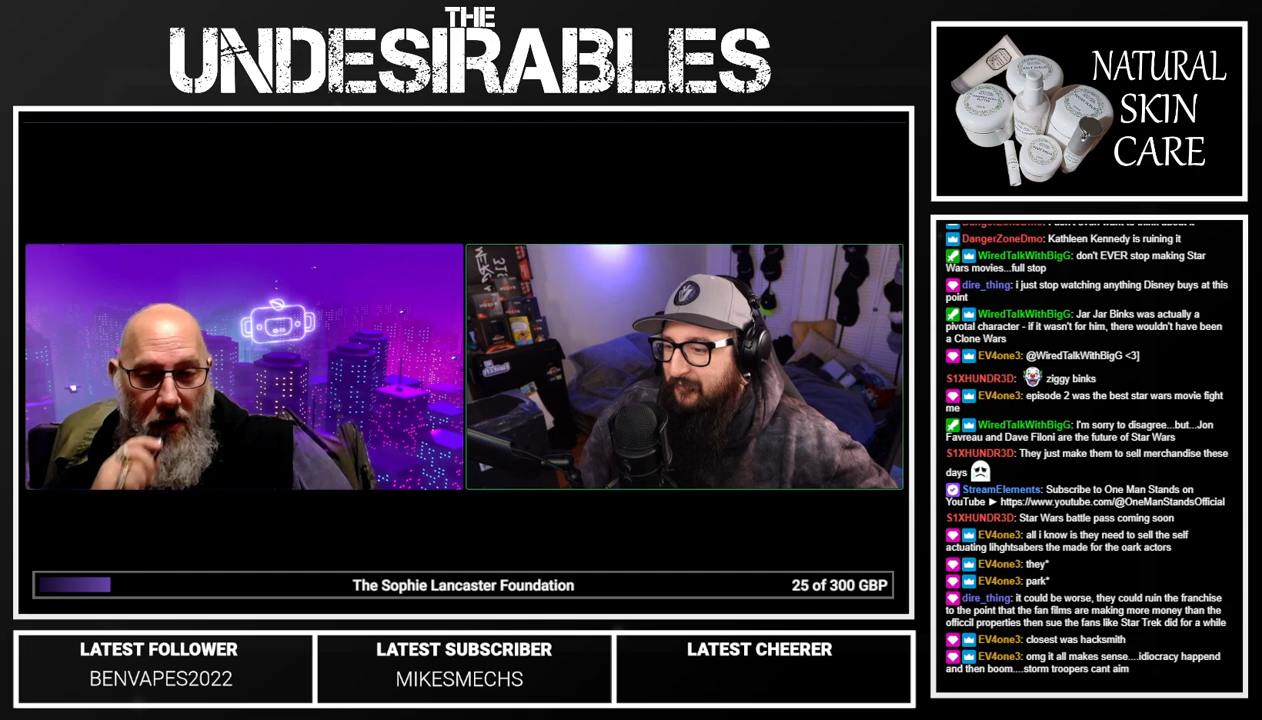 THE
UNDESIRABLES
NATURAL
SKIN
CARE
DangerZoneDmo: Kathleen Kennedy is ruining it
WiredTalkWithBigG: don't EVER stop making Star
Wars movies...full stop
dire_thing: i just stop watching anything Disney buys at this
point
WiredTalkWithBigG: Jar Jar Binks was actually a
pivotal character - if it wasn't for him, there wouldn't have been
a Clone Wars
EV4one3: @WiredTalkWithBigG <3]
S1XHUNDR3D: ziggy binks
EV4one3: episode 2 was the best star wars movie fight
me
WiredTalkWithBigG: I'm sorry to disagree...but...Jon
Favreau and Dave Filoni are the future of Star Wars
S1XHUNDR3D: They just make them to sell merchandise these
days
StreamElements: Subscribe to One Man Stands on
YouTube ► https://www.youtube.com/@OneManStandsOfficial
S1XHUNDR3D: Star Wars battle pass coming soon
EV4one3: all i know is they need to sell the self
actuating lihghtsabers the made for the oark actors
EV4one3: they*
EV4one3: park*
dire_thing: it could be worse, they could ruin the franchise
to the point that the fan films are making more money than the
officcil properties then sue the fans like Star Trek did for a while
EV4one3: closest was hacksmith
EV4one3: omg it all makes sense....idiocracy happend
and then boom....storm troopers cant aim
The Sophie Lancaster Foundation
25 of 300 GBP
LATEST FOLLOWER
BENVAPES2022
LATEST SUBSCRIBER
MIKESMECHS
LATEST CHEERER